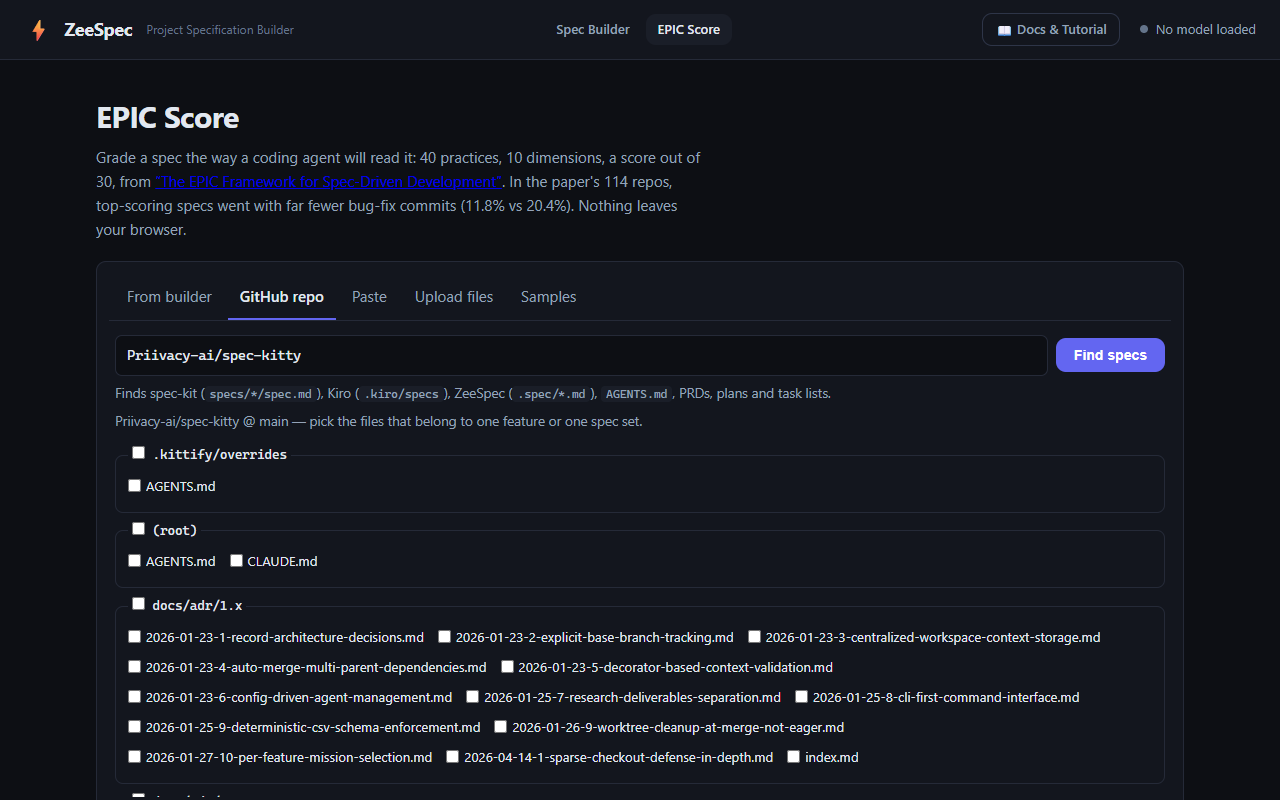 ZeeSpec Project Specification Builder Spec Builder EPIC Score Docs & Tutorial No model loaded
EPIC Score
Grade a spec the way a coding agent will read it: 40 practices, 10 dimensions, a score out of
30, from "The EPIC Framework for Spec-Driven Development". In the paper's 114 repos,
top-scoring specs went with far fewer bug-fix commits (11.8% vs 20.4%). Nothing leaves
your browser.
From builder GitHub repo Paste Upload files Samples
Priivacy-ai/spec-kitty Find specs
Finds spec-kit ( specs/*/spec.md ), Kiro ( .kiro/specs ), ZeeSpec ( .spec/*.md ), AGENTS.md , PRDs, plans and task lists.
Priivacy-ai/spec-kitty @ main — pick the files that belong to one feature or one spec set.
.kittify/overrides
AGENTS.md
(root)
AGENTS.md CLAUDE.md
docs/adr/1.x
2026-01-23-1-record-architecture-decisions.md 2026-01-23-2-explicit-base-branch-tracking.md 2026-01-23-3-centralized-workspace-context-storage.md
2026-01-23-4-auto-merge-multi-parent-dependencies.md 2026-01-23-5-decorator-based-context-validation.md
2026-01-23-6-config-driven-agent-management.md 2026-01-25-7-research-deliverables-separation.md 2026-01-25-8-cli-first-command-interface.md
2026-01-25-9-deterministic-csv-schema-enforcement.md 2026-01-26-9-worktree-cleanup-at-merge-not-eager.md
2026-01-27-10-per-feature-mission-selection.md 2026-04-14-1-sparse-checkout-defense-in-depth.md index.md